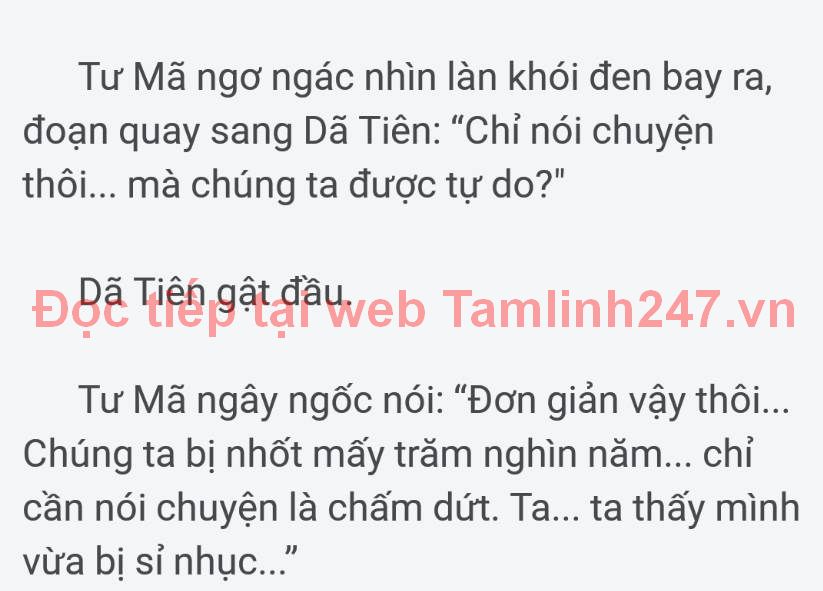 Tư Mã ngơ ngác nhìn làn khói đen bay ra,
đoạn quay sang Dã Tiên: “Chỉ nói chuyện
thôi... mà chúng ta được tự do?"
Dã Tiên gật đầu.
Đọc tiếp tại web Tamlinh247.vn
Tư Mã ngây ngốc nói: “Đơn giản vậy thôi...
Chúng ta bị nhốt mấy trăm nghìn năm... chỉ
cần nói chuyện là chấm dứt. Ta... ta thấy mình
vừa bị sỉ nhục...”